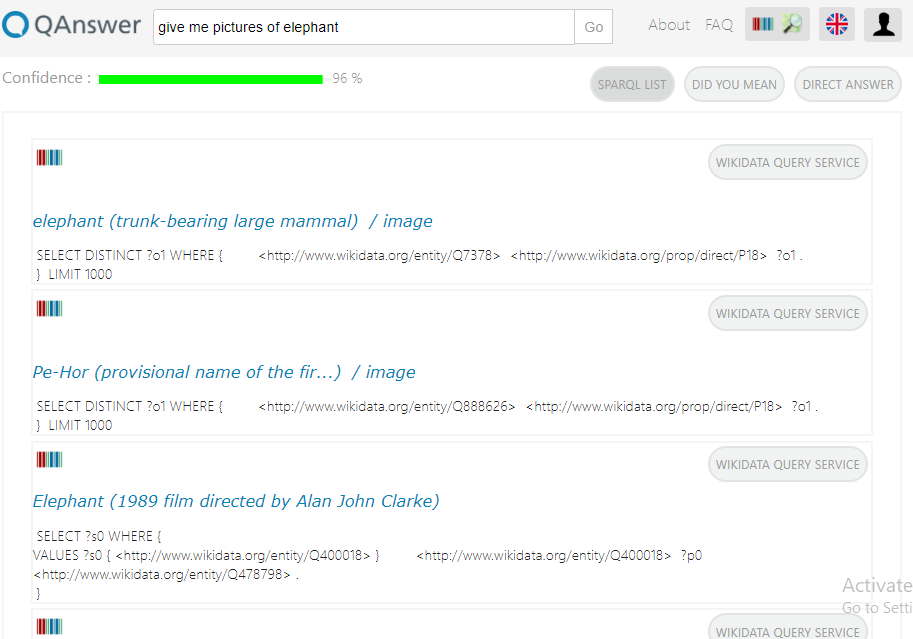 QAnswer
give me pictures of elephant
Go
About FAQ
Confidence : 96 %
SPARQL LIST DID YOU MEAN DIRECT ANSWER
WIKIDATA QUERY SERVICE
elephant (trunk-bearing large mammal) / image
SELECT DISTINCT ?o1 WHERE { <http://www.wikidata.org/entity/Q7378> <http://www.wikidata.org/prop/direct/P18> ?o1 .
} LIMIT 1000
WIKIDATA QUERY SERVICE
Pe-Hor (provisional name of the fir...) / image
SELECT DISTINCT ?o1 WHERE { <http://www.wikidata.org/entity/Q888626> <http://www.wikidata.org/prop/direct/P18> ?o1 .
} LIMIT 1000
WIKIDATA QUERY SERVICE
Elephant (1989 film directed by Alan John Clarke)
SELECT ?s0 WHERE {
VALUES ?s0 { <http://www.wikidata.org/entity/Q400018> } <http://www.wikidata.org/entity/Q400018> ?p0
<http://www.wikidata.org/entity/Q478798> .
}
Activate
Go to Setti
WIKIDATA QUERY SERVICE